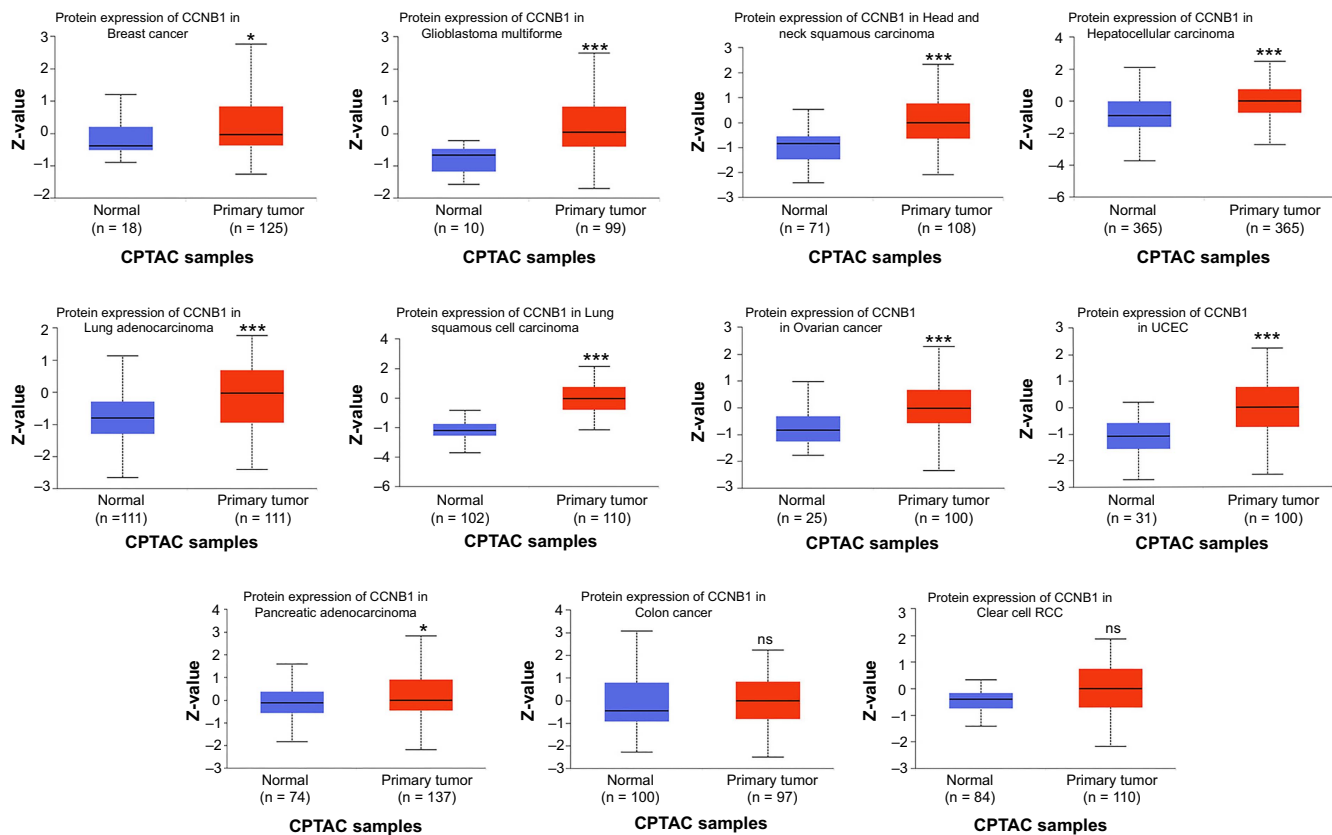 Protein expression of CCNB1 in
Breast cancer
Z-value
3
2
1
0
–1
–2
*
Normal
(n = 18)
Primary tumor
(n = 125)
CPTAC samples
Protein expression of CCNB1 in
Glioblastoma multiforme
Z-value
3
2
1
0
–1
–2
***
Normal
(n = 10)
Primary tumor
(n = 99)
CPTAC samples
Protein expression of CCNB1 in Head and
neck squamous carcinoma
Z-value
3
2
1
0
–1
–2
–3
***
Normal
(n = 71)
Primary tumor
(n = 108)
CPTAC samples
Protein expression of CCNB1 in
Hepatocellular carcinoma
Z-value
4
2
0
–2
–4
–6
***
Normal
(n = 365)
Primary tumor
(n = 365)
CPTAC samples
Protein expression of CCNB1 in
Lung adenocarcinoma
Z-value
2
1
0
–1
–2
–3
***
Normal
(n =111)
Primary tumor
(n = 111)
CPTAC samples
Protein expression of CCNB1 in Lung
squamous cell carcinoma
Z-value
4
2
0
–2
–4
–6
***
Normal
(n = 102)
Primary tumor
(n = 110)
CPTAC samples
Protein expression of CCNB1
in Ovarian cancer
Z-value
3
2
1
0
–1
–2
–3
***
Normal
(n = 25)
Primary tumor
(n = 100)
CPTAC samples
Protein expression of CCNB1
in UCEC
Z-value
3
2
1
0
–1
–2
–3
***
Normal
(n = 31)
Primary tumor
(n = 100)
CPTAC samples
Protein expression of CCNB1 in
Pancreatic adenocarcinoma
Z-value
4
3
2
1
0
–1
–2
–3
*
Normal
(n = 74)
Primary tumor
(n = 137)
CPTAC samples
Protein expression of CCNB1 in
Colon cancer
Z-value
4
3
2
1
0
–1
–2
–3
ns
Normal
(n = 100)
Primary tumor
(n = 97)
CPTAC samples
Protein expression of CCNB1 in
Clear cell RCC
Z-value
3
2
1
0
–1
–2
–3
ns
Normal
(n = 84)
Primary tumor
(n = 110)
CPTAC samples